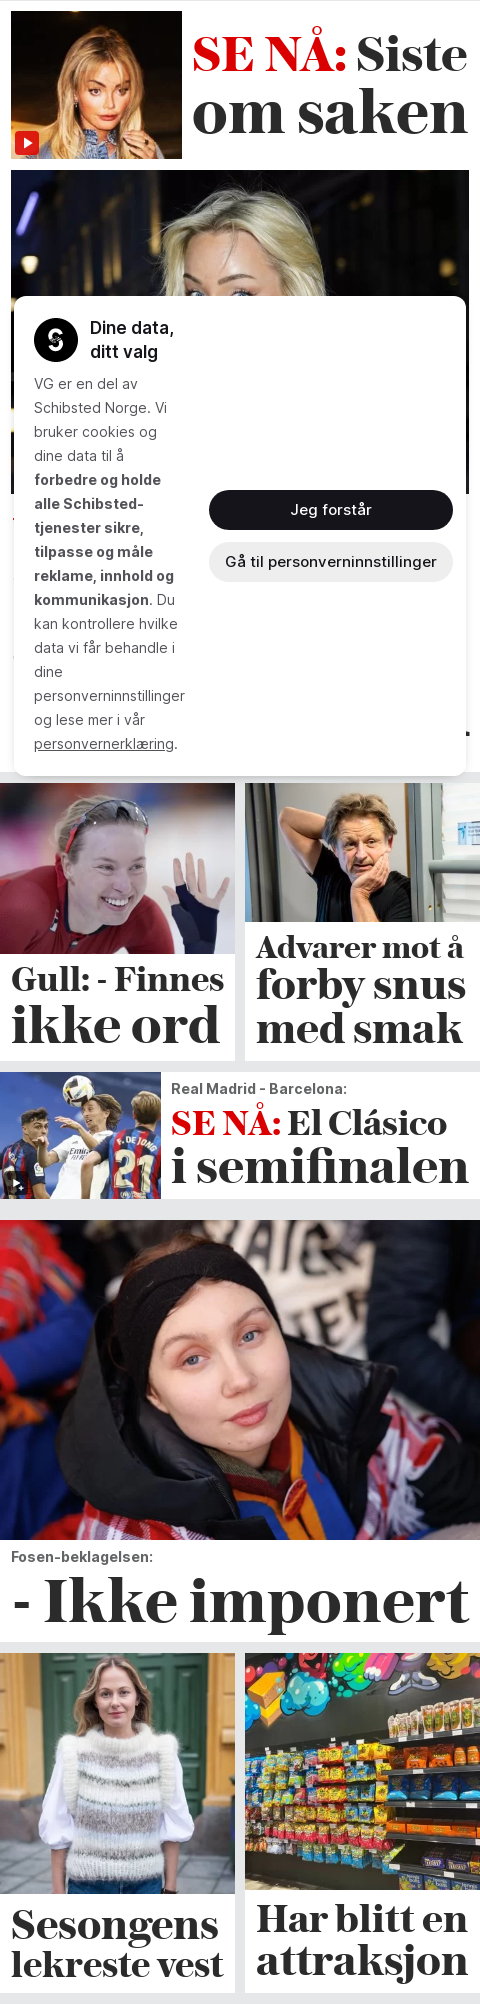 SE NÅ: Siste
om saken
Dine data,
ditt valg
VG er en del av
Schibsted Norge. Vi
bruker cookies og
dine data til å
forbedre og holde
alle Schibsted-
tjenester sikre,
tilpasse og måle
reklame, innhold og
kommunikasjon. Du
kan kontrollere hvilke
data vi får behandle i
dine
personverninnstillinger
og lese mer i vår
personvernerklæring.
Jeg forstår
Gå til personverninnstillinger
Gull: - Finnes
ikke ord
Advarer mot å
forby snus
med smak
Real Madrid - Barcelona:
SE NÅ: El Clásico
i semifinalen
F. DE JONG
21
Fosen-beklagelsen:
- Ikke imponert
Sesongens
lekreste vest
Har blitt en
attraksjon